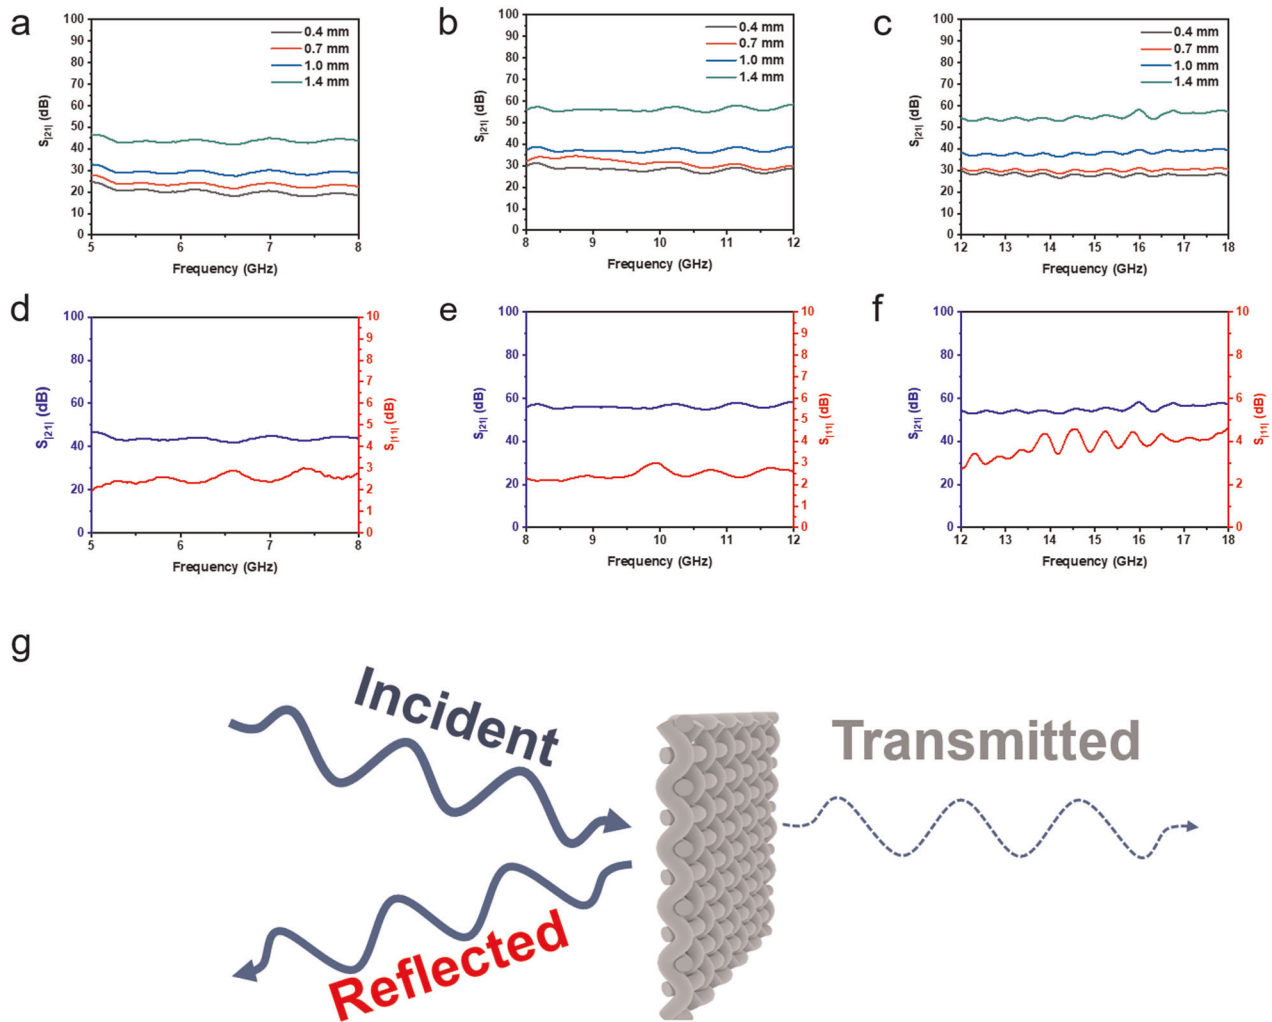 a
100
90
80
70
60
50
40
30
20
10
0
S|21| (dB)
0.4 mm
0.7 mm
1.0 mm
1.4 mm
5 6 7 8
Frequency (GHz)
b
100
90
80
70
60
50
40
30
20
10
0
S|21| (dB)
0.4 mm
0.7 mm
1.0 mm
1.4 mm
8 9 10 11 12
Frequency (GHz)
c
100
90
80
70
60
50
40
30
20
10
0
S|21| (dB)
0.4 mm
0.7 mm
1.0 mm
1.4 mm
12 13 14 15 16 17 18
Frequency (GHz)
d
100
80
60
40
20
0
S|21| (dB)
10
9
8
7
6
5
4
3
2
1
0
S|11| (dB)
5 6 7 8
Frequency (GHz)
e
100
80
60
40
20
0
S|21| (dB)
10
9
8
7
6
5
4
3
2
1
0
S|11| (dB)
8 9 10 11 12
Frequency (GHz)
f
100
80
60
40
20
0
S|21| (dB)
10
8
6
4
2
0
S|11| (dB)
12 13 14 15 16 17 18
Frequency (GHz)
g
Incident
Transmitted
Reflected